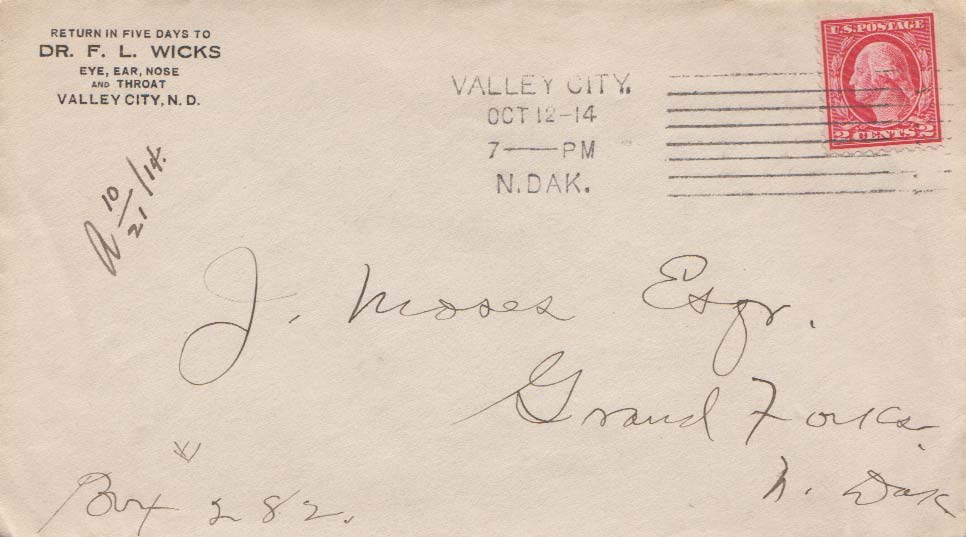 RETURN IN FIVE DAYS TO
DR. F. L. WICKS
EYE, EAR, NOSE
AND THROAT
VALLEY CITY, N. D.
VALLEY CITY.
OCT 12-14
7 — PM
N. DAK.
U.S. POSTAGE
2 CENTS 2
a 10/21/14.
J. Moses Esqr.
Grand Forks.
N. Dak
Box 282.